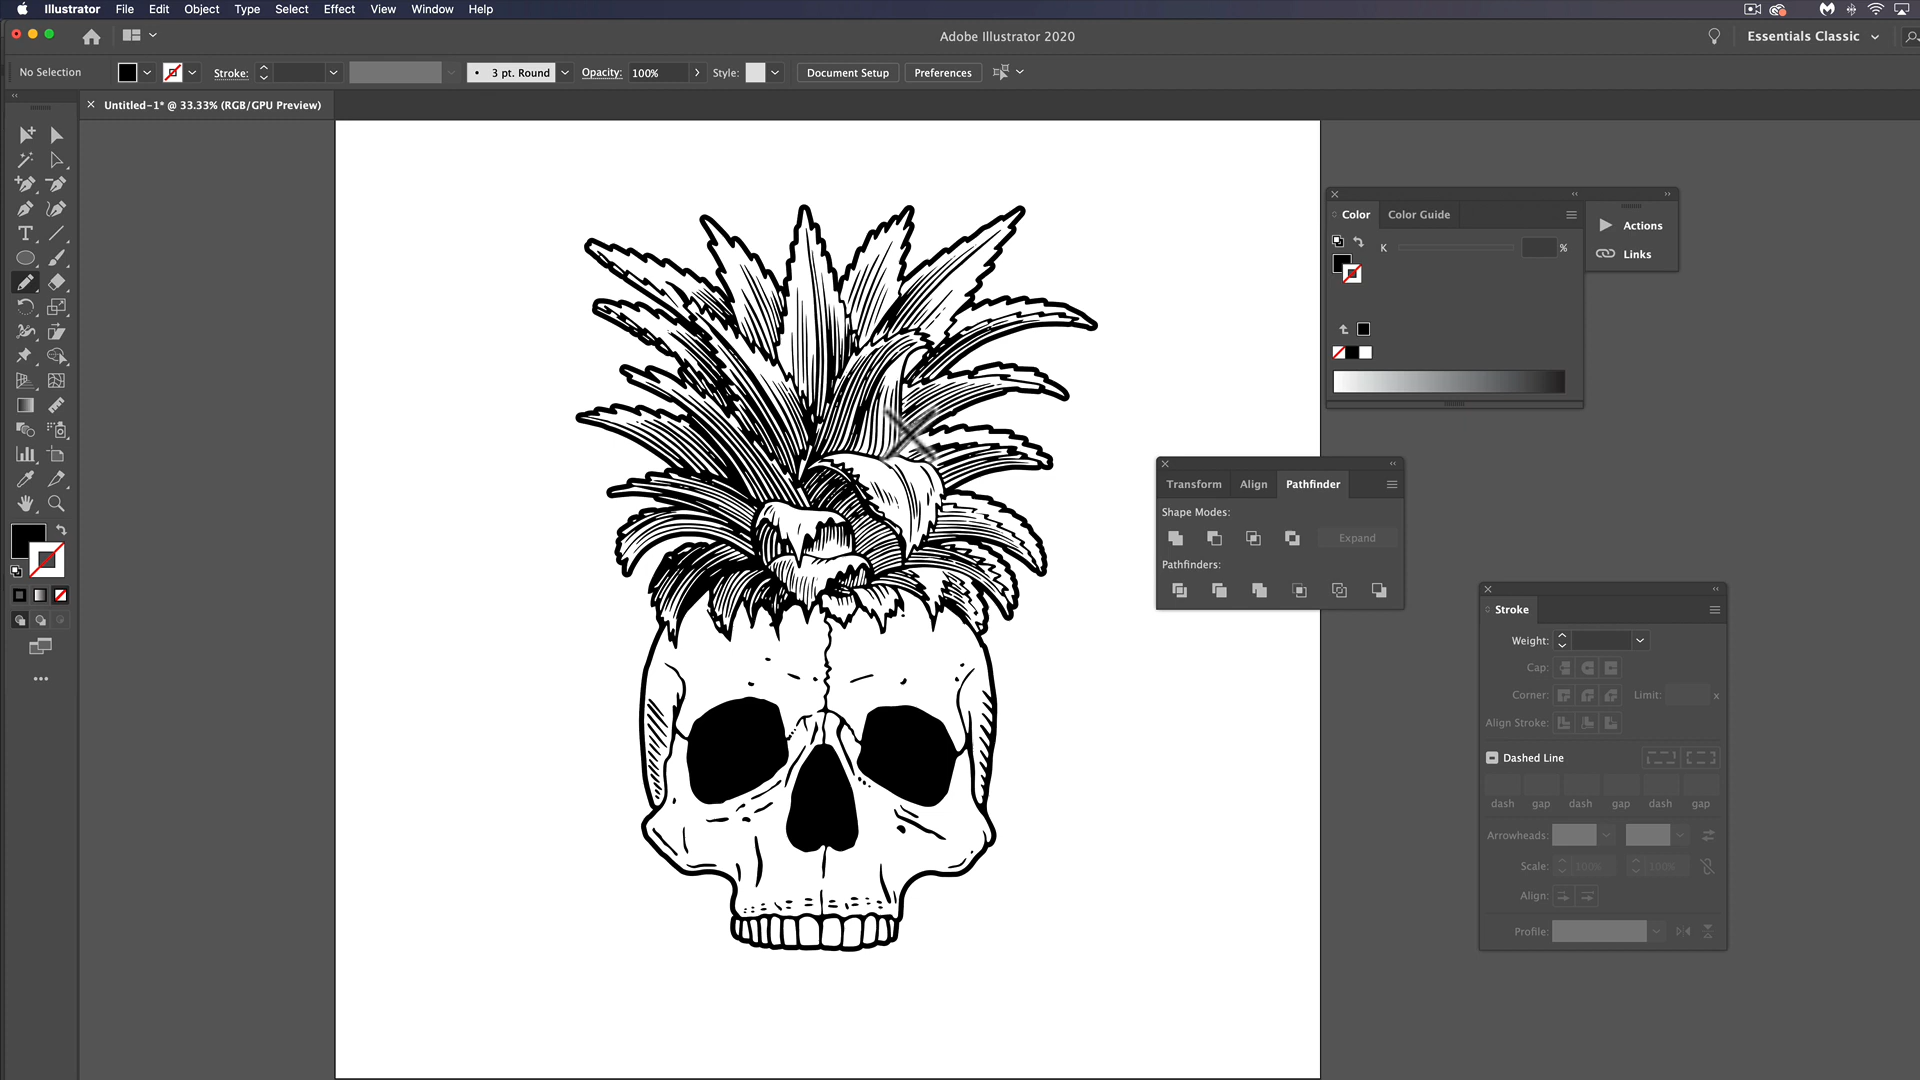 Illustrator File Edit Object Type Select Effect View Window Help
Adobe Illustrator 2020
Essentials Classic
No Selection Stroke: 3 pt. Round Opacity: 100% Style: Document Setup Preferences
Untitled-1* @ 33.33% (RGB/GPU Preview)
Color Color Guide
K %
Actions
Links
Transform Align Pathfinder
Shape Modes:
Expand
Pathfinders:
Stroke
Weight:
Cap:
Corner: Limit: x
Align Stroke:
Dashed Line
dash gap dash gap dash gap
Arrowheads:
Scale: 100% 100%
Align:
Profile: